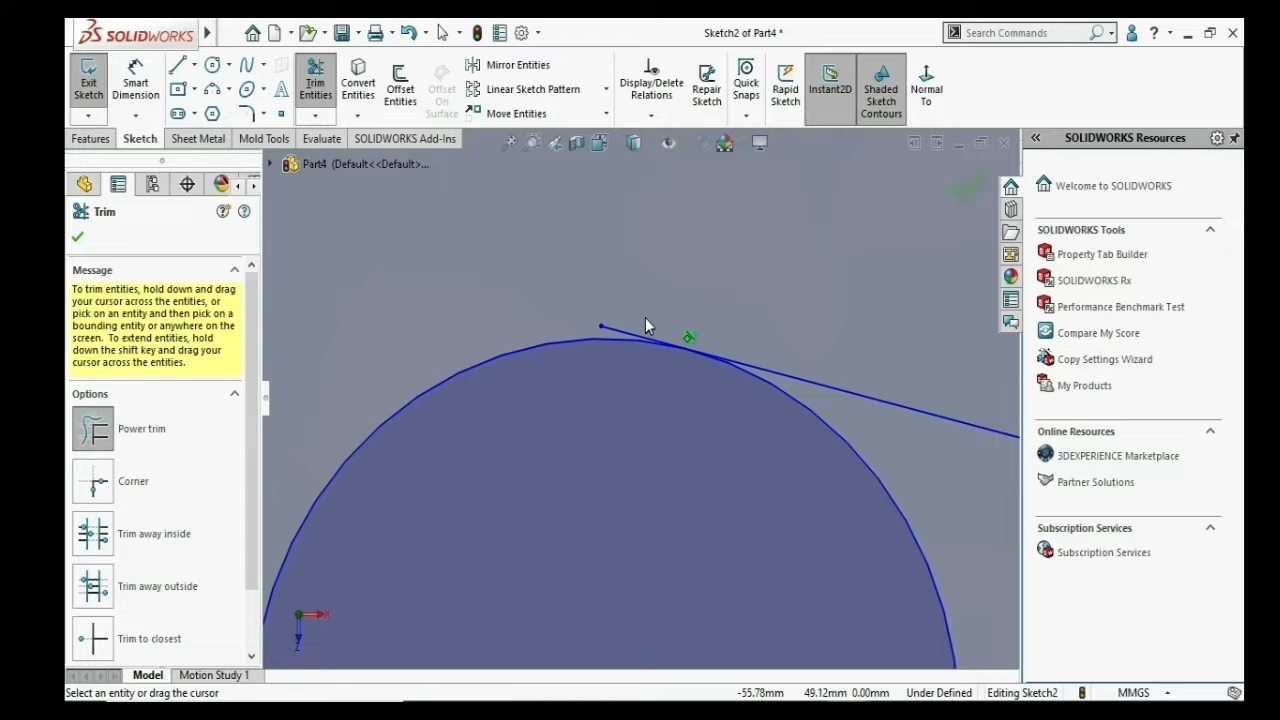 SOLIDWORKS
Sketch2 of Part4 *
Search Commands
?
Exit Sketch
Smart Dimension
Trim Entities
Convert Entities
Offset Entities
Offset On Surface
Mirror Entities
Linear Sketch Pattern
Move Entities
Display/Delete Relations
Repair Sketch
Quick Snaps
Rapid Sketch
Instant2D
Shaded Sketch Contours
Normal To
Features
Sketch
Sheet Metal
Mold Tools
Evaluate
SOLIDWORKS Add-Ins
Part4 (Default<<Default>...
Trim
Message
To trim entities, hold down and drag
your cursor across the entities, or
pick on an entity and then pick on a
bounding entity or anywhere on the
screen. To extend entities, hold
down the shift key and drag your
cursor across the entities.
Options
Power trim
Corner
Trim away inside
Trim away outside
Trim to closest
X
Z
SOLIDWORKS Resources
Welcome to SOLIDWORKS
SOLIDWORKS Tools
Property Tab Builder
SOLIDWORKS Rx
Performance Benchmark Test
Compare My Score
Copy Settings Wizard
My Products
Online Resources
3DEXPERIENCE Marketplace
Partner Solutions
Subscription Services
Subscription Services
Model
Motion Study 1
Select an entity or drag the cursor
-55.78mm
49.12mm 0.00mm
Under Defined
Editing Sketch2
MMGS